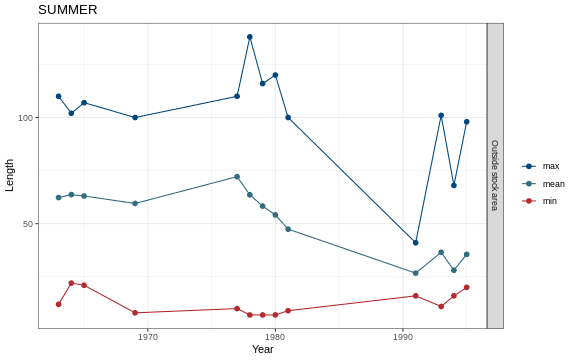 SUMMER
Length
100
50
1970
1980
1990
Year
Outside stock area
max
mean
min